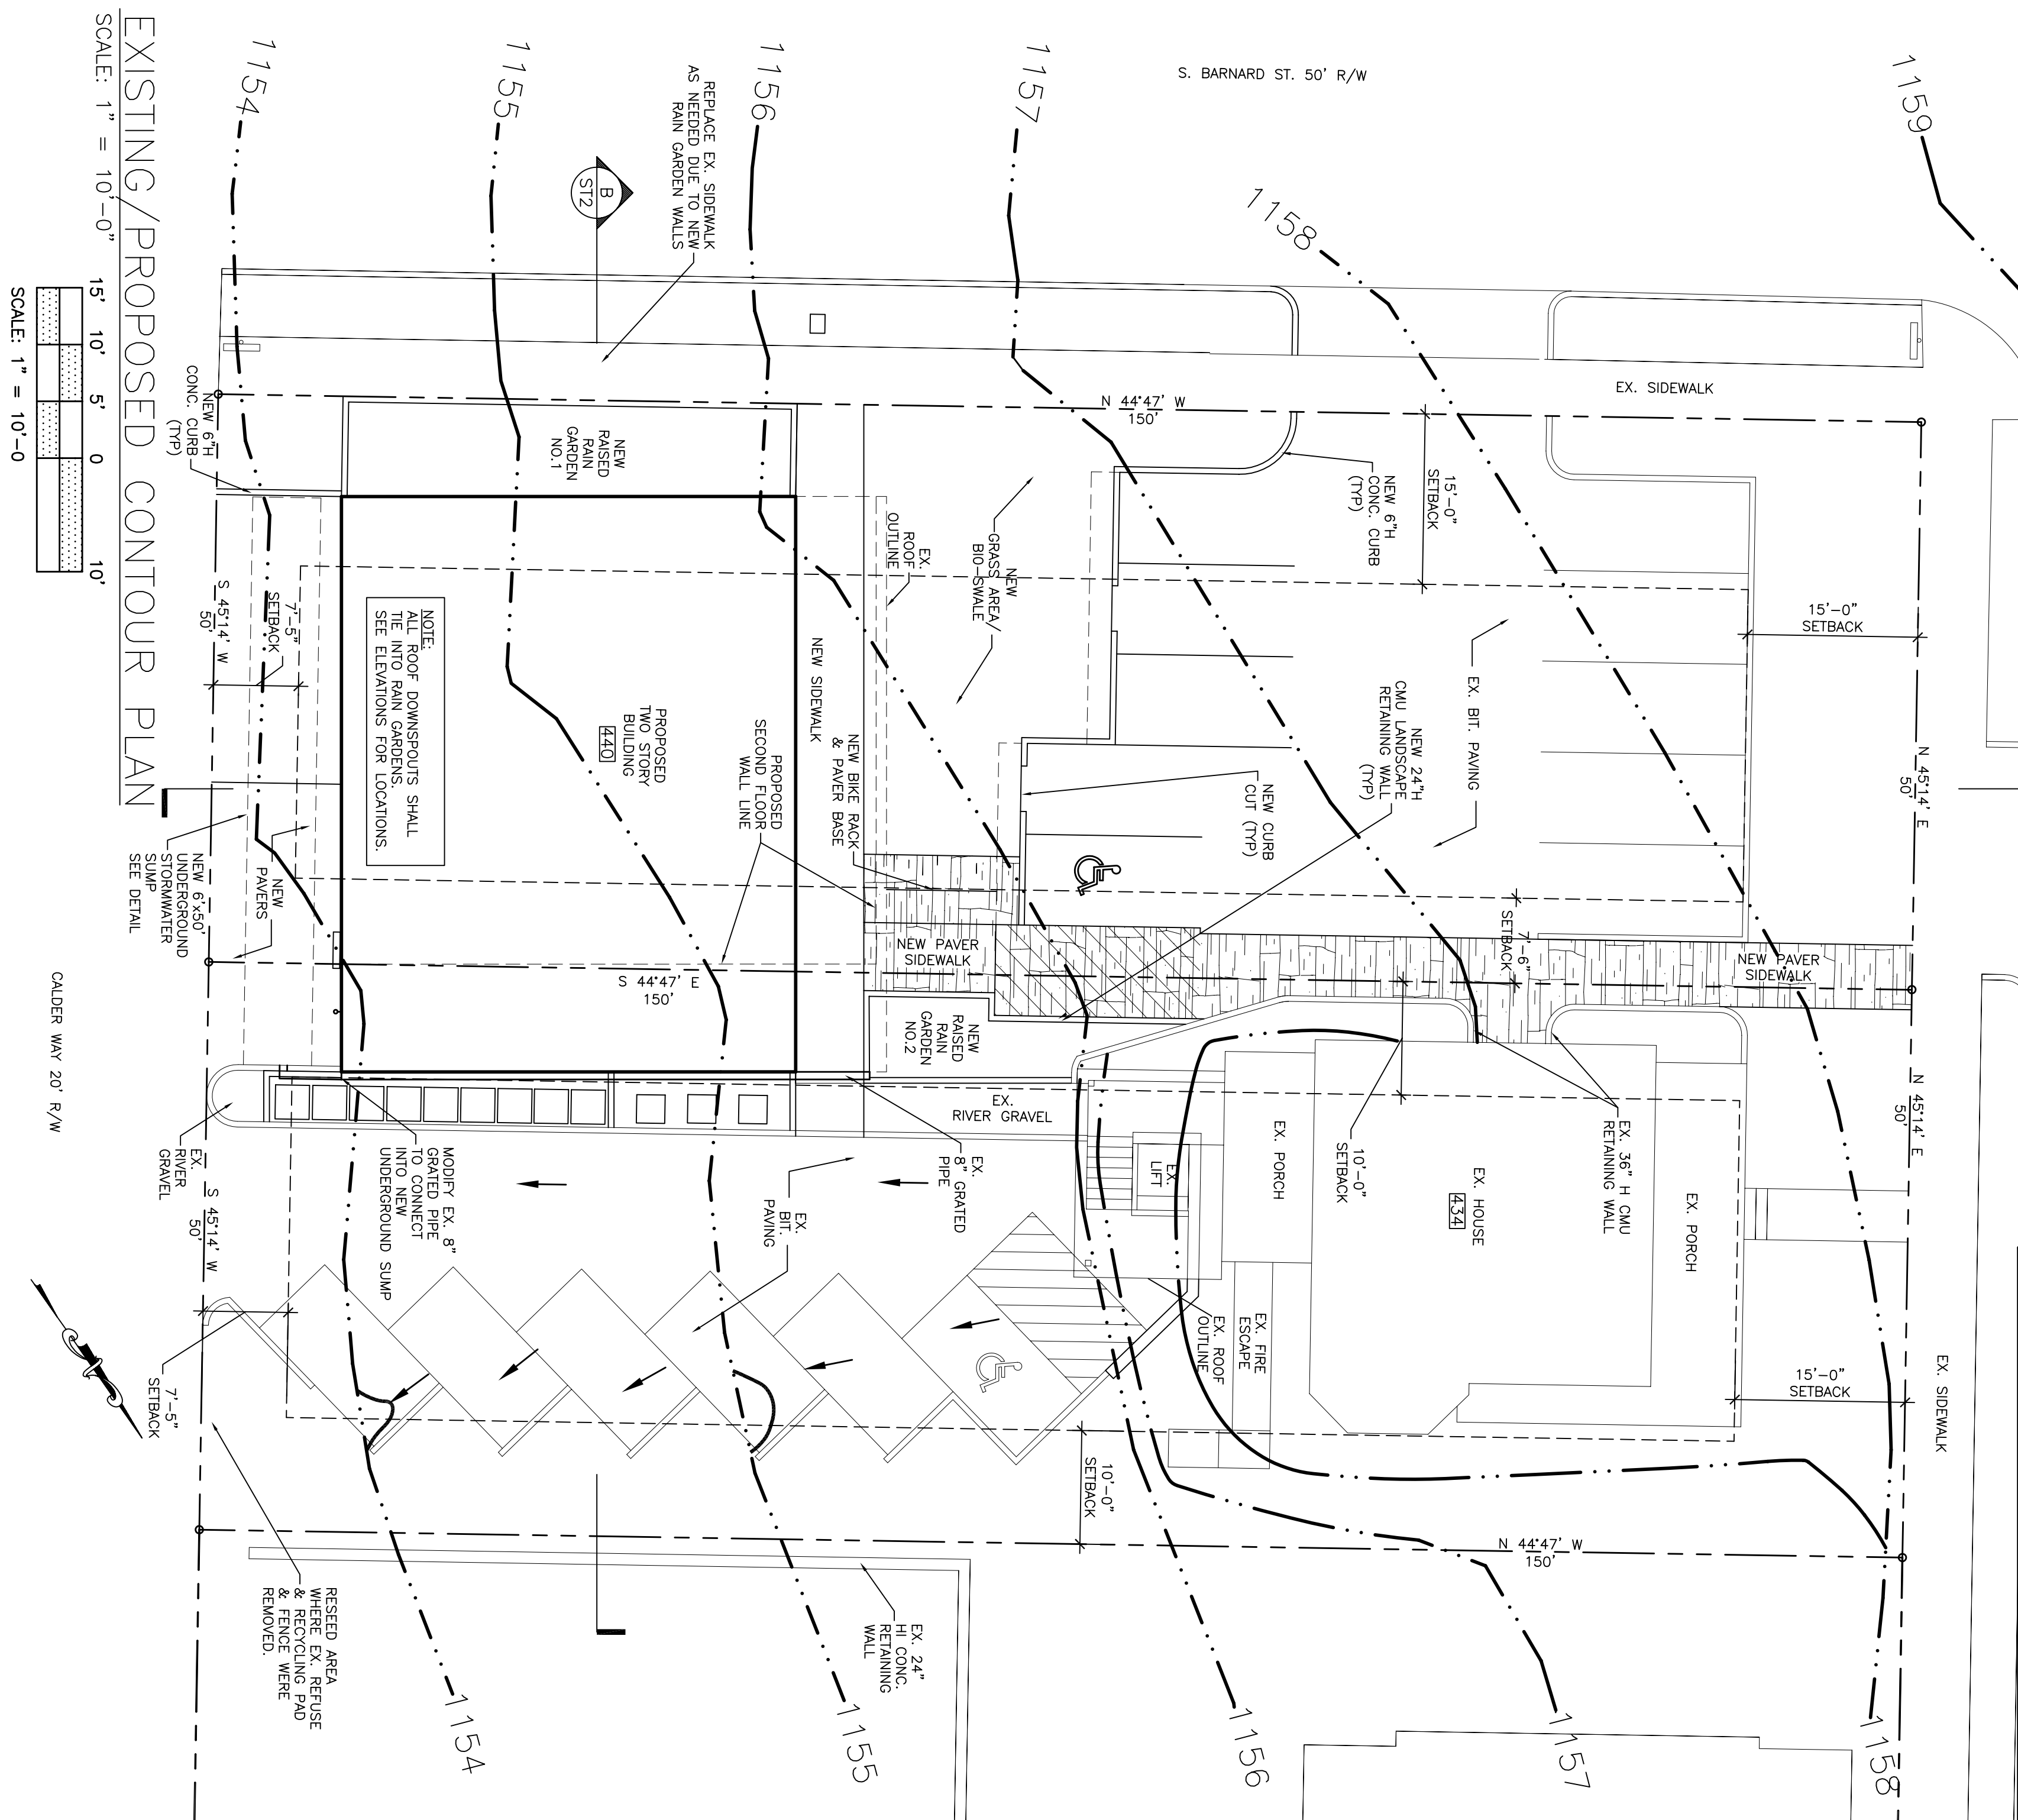 EXISTING/PROPOSED CONTOUR PLAN
SCALE: 1" = 10'-0"
15' 10' 5' 0 10'
SCALE: 1" = 10'-0
S. BARNARD ST. 50' R/W
1154
1155
1156
1157
1158
1159
REPLACE EX. SIDEWALK
AS NEEDED DUE TO NEW
RAIN GARDEN WALLS
B
ST2
EX. SIDEWALK
N 44°47' W
150'
NEW 6"H
CONC. CURB
(TYP)
NEW
RAISED
RAIN
GARDEN
NO.1
EX.
ROOF
OUTLINE
NEW
GRASS AREA/
BIO-SWALE
NEW 6"H
CONC. CURB
(TYP)
15'-0"
SETBACK
15'-0"
SETBACK
S 45°14' W
50'
7'-5"
SETBACK
NOTE:
ALL ROOF DOWNSPOUTS SHALL
TIE INTO RAIN GARDENS.
SEE ELEVATIONS FOR LOCATIONS.
PROPOSED
TWO STORY
BUILDING
440
NEW SIDEWALK
PROPOSED
SECOND FLOOR
WALL LINE
NEW BIKE RACK
& PAVER BASE
NEW CURB
CUT (TYP)
NEW 24"H
CMU LANDSCAPE
RETAINING WALL
(TYP)
EX. BIT. PAVING
N 45°14' E
50'
NEW 6'x50'
UNDERGROUND
STORMWATER
SUMP
SEE DETAIL
NEW
PAVERS
NEW PAVER
SIDEWALK
7'-6"
SETBACK
NEW PAVER
SIDEWALK
S 44°47' E
150'
NEW
RAISED
RAIN
GARDEN
NO.2
CALDER WAY 20' R/W
EX.
RIVER GRAVEL
EX.
RIVER
GRAVEL
MODIFY EX. 8"
GRATED PIPE
TO CONNECT
INTO NEW
UNDERGROUND SUMP
EX.
BIT.
PAVING
EX.
8" GRATED
PIPE
EX.
LIFT
EX. PORCH
10'-0"
SETBACK
EX. HOUSE
434
EX. 36" H CMU
RETAINING WALL
EX. PORCH
N 45°14' E
50'
S 45°14' W
50'
7'-5"
SETBACK
EX. ROOF
OUTLINE
EX. FIRE
ESCAPE
15'-0"
SETBACK
EX. SIDEWALK
10'-0"
SETBACK
N 44°47' W
150'
RESEED AREA
WHERE EX. REFUSE
& RECYCLING PAD
& FENCE WERE
REMOVED.
EX. 24"
HI CONC.
RETAINING
WALL
1154
1155
1156
1157
1158